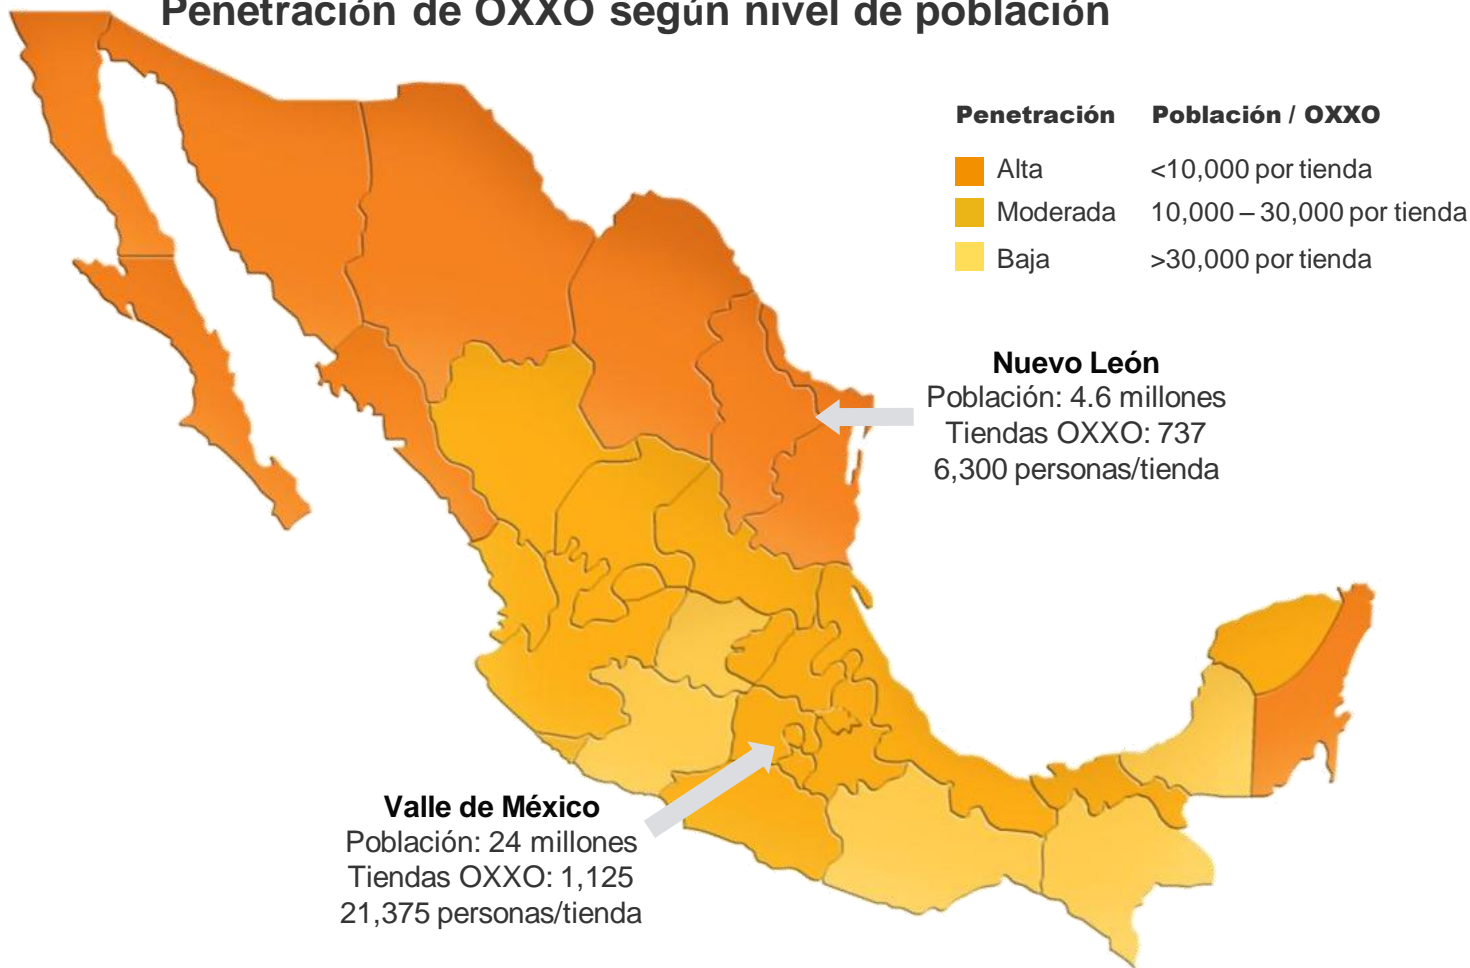 Penetración de OXXO según nivel de población
Penetración Población / OXXO
Alta <10,000 por tienda
Moderada 10,000 – 30,000 por tienda
Baja >30,000 por tienda
Nuevo León
Población: 4.6 millones
Tiendas OXXO: 737
6,300 personas/tienda
Valle de México
Población: 24 millones
Tiendas OXXO: 1,125
21,375 personas/tienda